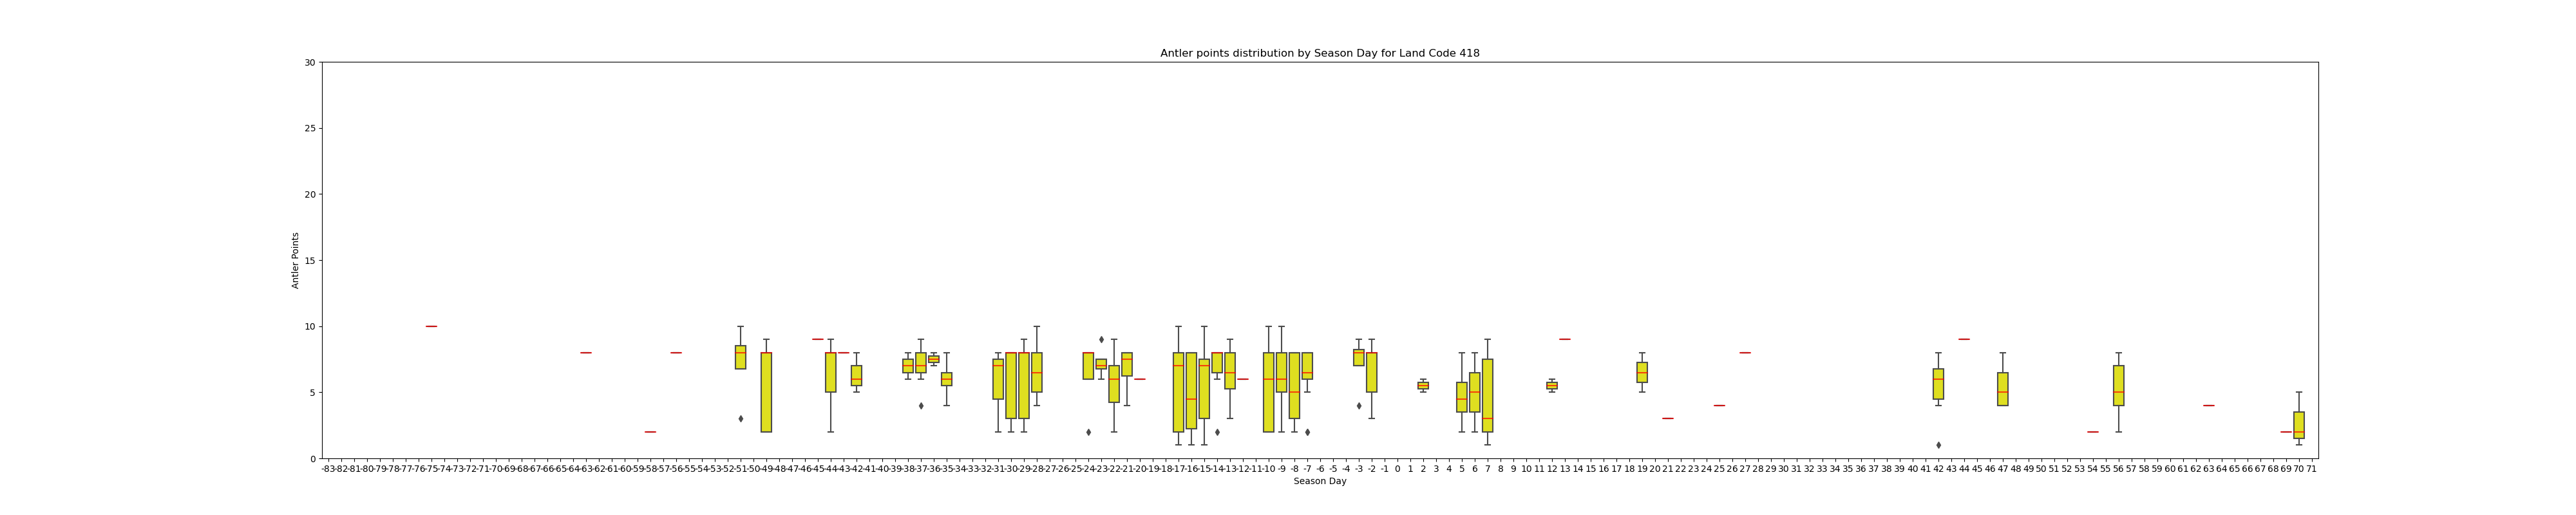 Antler points distribution by Season Day for Land Code 418
30
25
20
15
10
5
0
Antler Points
-83-82-81-80-79-78-77-76-75-74-73-72-71-70-69-68-67-66-65-64-63-62-61-60-59-58-57-56-55-54-53-52-51-50-49-48-47-46-45-44-43-42-41-40-39-38-37-36-35-34-33-32-31-30-29-28-27-26-25-24-23-22-21-20-19-18-17-16-15-14-13-12-11-10 -9 -8 -7 -6 -5 -4 -3 -2 -1 0 1 2 3 4 5 6 7 8 9 10 11 12 13 14 15 16 17 18 19 20 21 22 23 24 25 26 27 28 29 30 31 32 33 34 35 36 37 38 39 40 41 42 43 44 45 46 47 48 49 50 51 52 53 54 55 56 57 58 59 60 61 62 63 64 65 66 67 68 69 70 71
Season Day